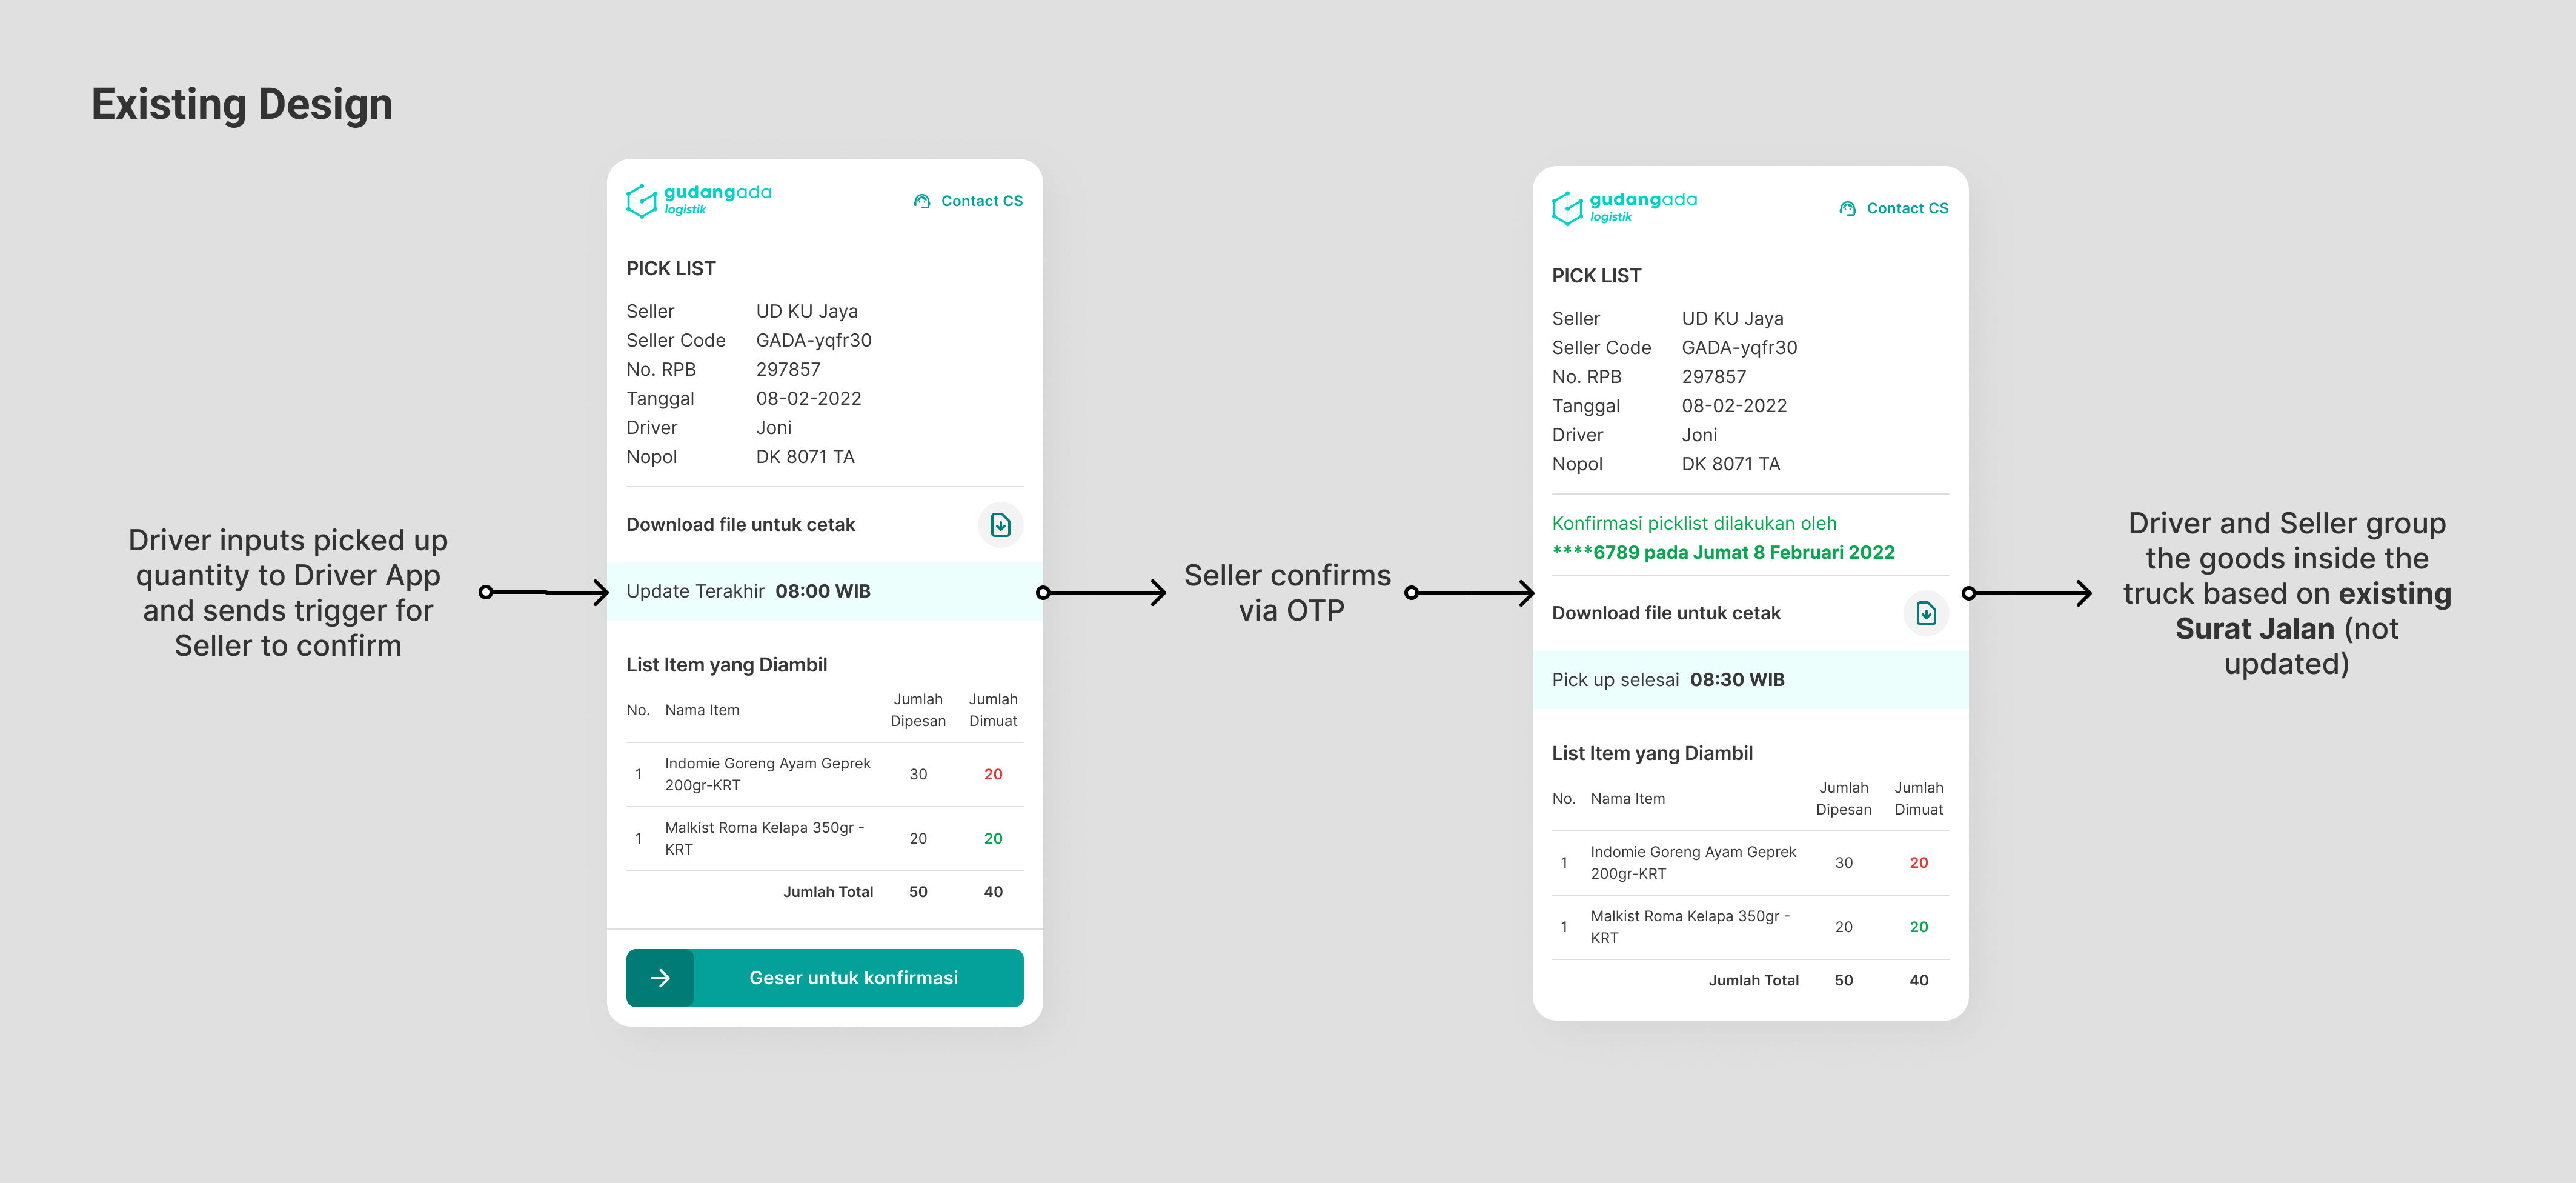 Existing Design
Driver inputs picked up
quantity to Driver App
and sends trigger for
Seller to confirm
gudangada
logistik
Contact CS
PICK LIST
Seller UD KU Jaya
Seller Code GADA-yqfr30
No. RPB 297857
Tanggal 08-02-2022
Driver Joni
Nopol DK 8071 TA
Download file untuk cetak
Update Terakhir 08:00 WIB
List Item yang Diambil
No. Nama Item Jumlah Dipesan Jumlah Dimuat
1 Indomie Goreng Ayam Geprek 30 20
200gr-KRT
1 Malkist Roma Kelapa 350gr - 20 20
KRT
Jumlah Total 50 40
Geser untuk konfirmasi
Seller confirms
via OTP
gudangada
logistik
Contact CS
PICK LIST
Seller UD KU Jaya
Seller Code GADA-yqfr30
No. RPB 297857
Tanggal 08-02-2022
Driver Joni
Nopol DK 8071 TA
Konfirmasi picklist dilakukan oleh
****6789 pada Jumat 8 Februari 2022
Download file untuk cetak
Pick up selesai 08:30 WIB
List Item yang Diambil
No. Nama Item Jumlah Dipesan Jumlah Dimuat
1 Indomie Goreng Ayam Geprek 30 20
200gr-KRT
1 Malkist Roma Kelapa 350gr - 20 20
KRT
Jumlah Total 50 40
Driver and Seller group
the goods inside the
truck based on existing
Surat Jalan (not
updated)